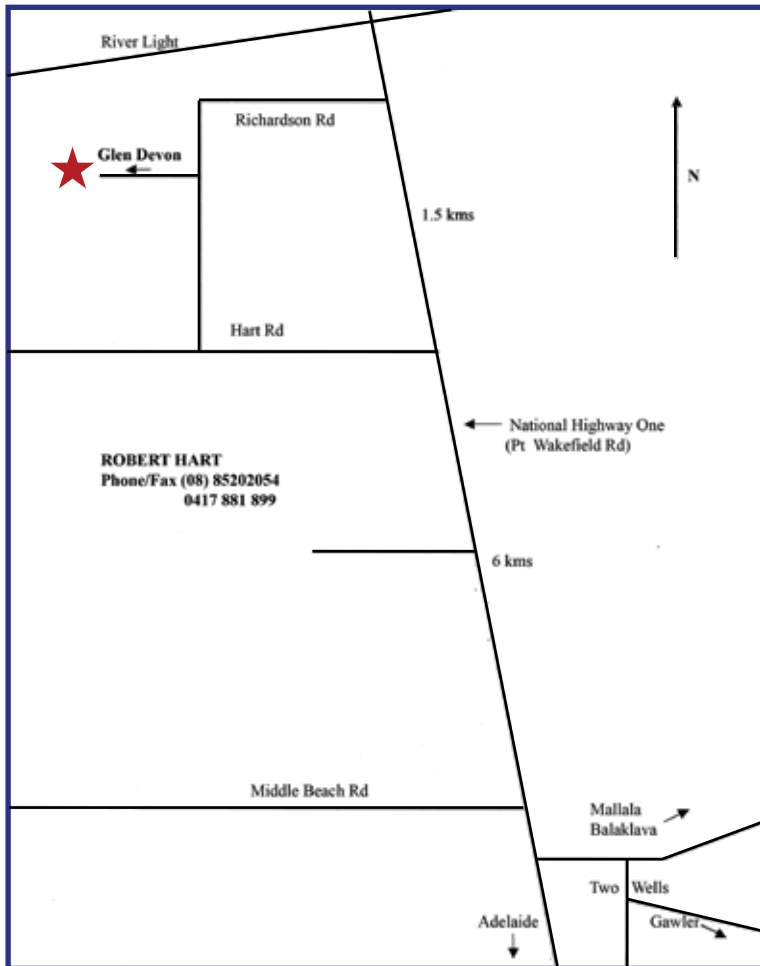 River Light
Richardson Rd
Glen Devon
N
1.5 kms
Hart Rd
National Highway One
(Pt Wakefield Rd)
ROBERT HART
Phone/Fax (08) 85202054
0417 881 899
6 kms
Middle Beach Rd
Mallala
Balaklava
Two Wells
Adelaide
Gawler